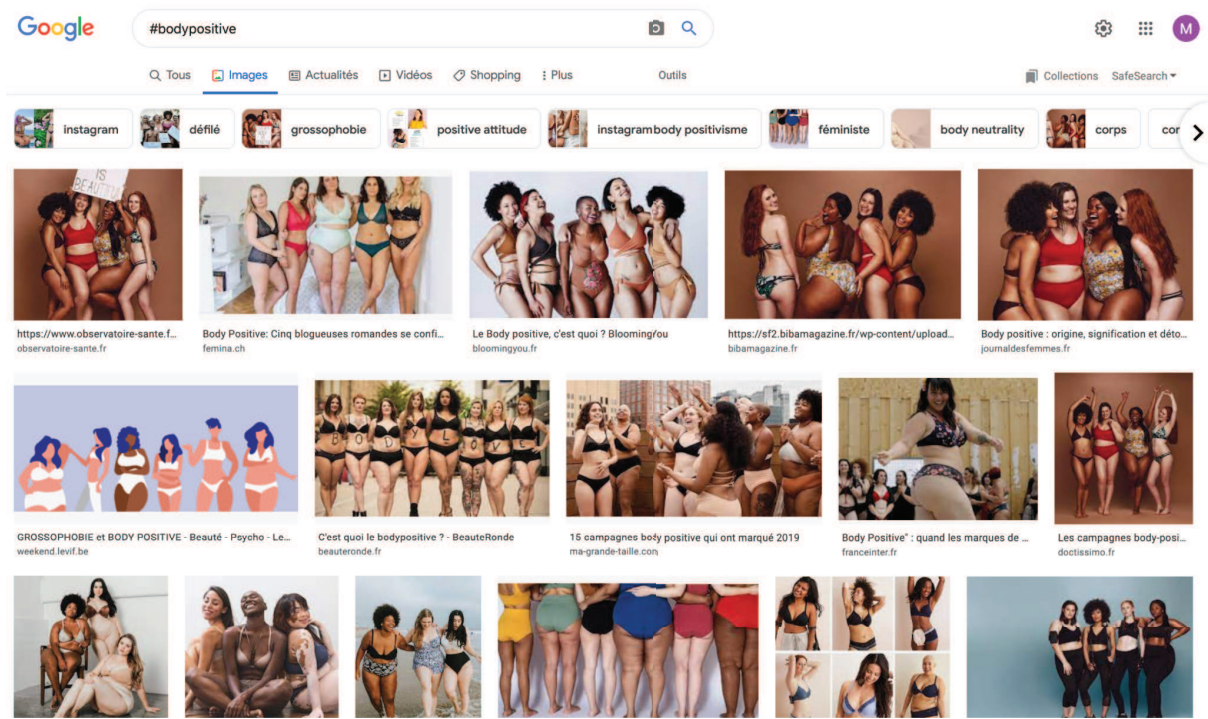 Google
#bodypositive
M
Tous Images Actualités Vidéos Shopping Plus Outils Collections SafeSearch
instagram défilé grossophobie positive attitude instagram body positivisme féministe body neutrality corps cor
IS
BEAUTIFUL
https://www.observatoire-sante.f...
observatoire-sante.fr
Body Positive: Cinq blogueuses romandes se confi...
femina.ch
Le Body positive, c'est quoi ? BloomingYou
bloomingyou.fr
https://sf2.bibamagazine.fr/wp-content/upload...
bibamagazine.fr
Body positive : origine, signification et déto...
journaldesfemmes.fr
BODY LOVE
GROSSOPHOBIE et BODY POSITIVE - Beauté - Psycho - Le...
weekend.levif.be
C'est quoi le bodypositive ? - BeauteRonde
beauteronde.fr
15 campagnes body positive qui ont marqué 2019
ma-grande-taille.com
Body Positive" : quand les marques de ...
franceinter.fr
Les campagnes body-posi...
doctissimo.fr